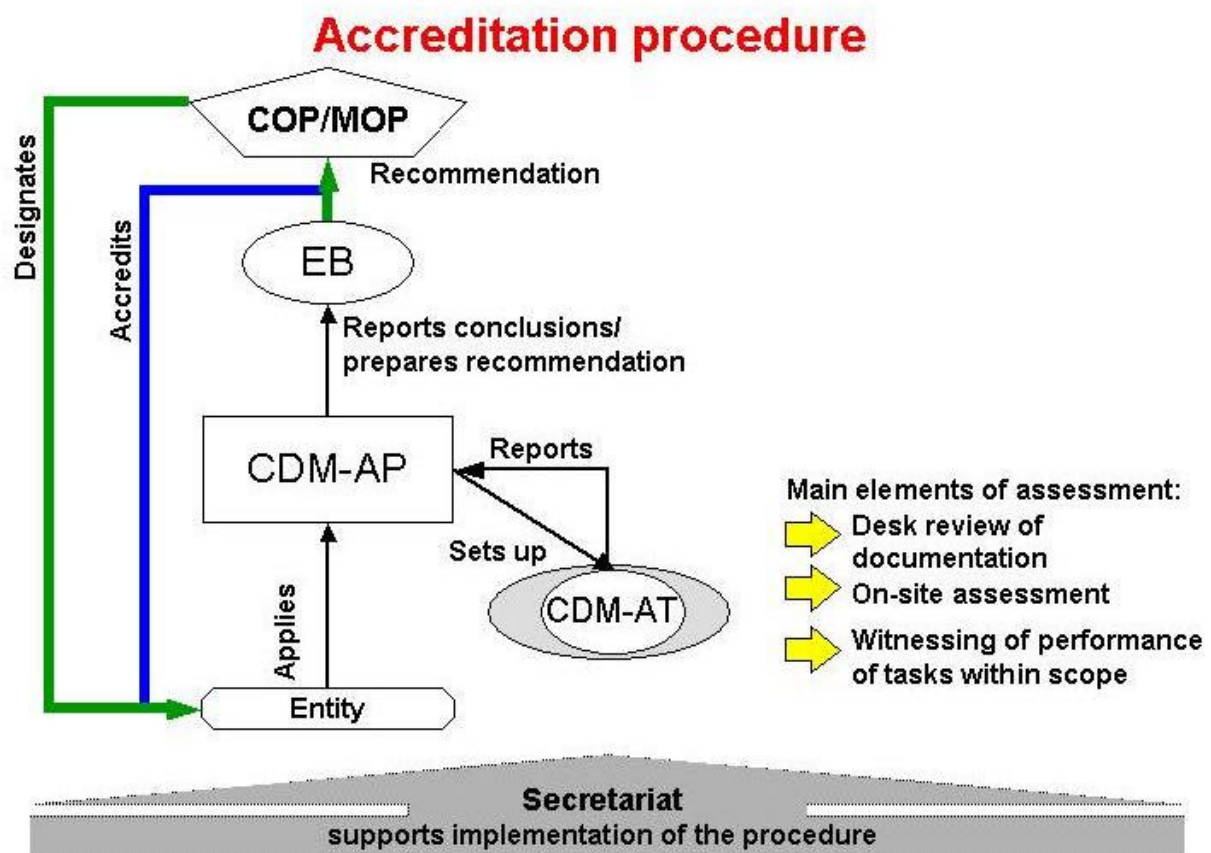 Accreditation procedure
COP/MOP
Designates
Accredits
Recommendation
EB
Reports conclusions/
prepares recommendation
CDM-AP
Reports
Sets up
CDM-AT
Applies
Entity
Main elements of assessment:
Desk review of
documentation
On-site assessment
Witnessing of performance
of tasks within scope
Secretariat
supports implementation of the procedure